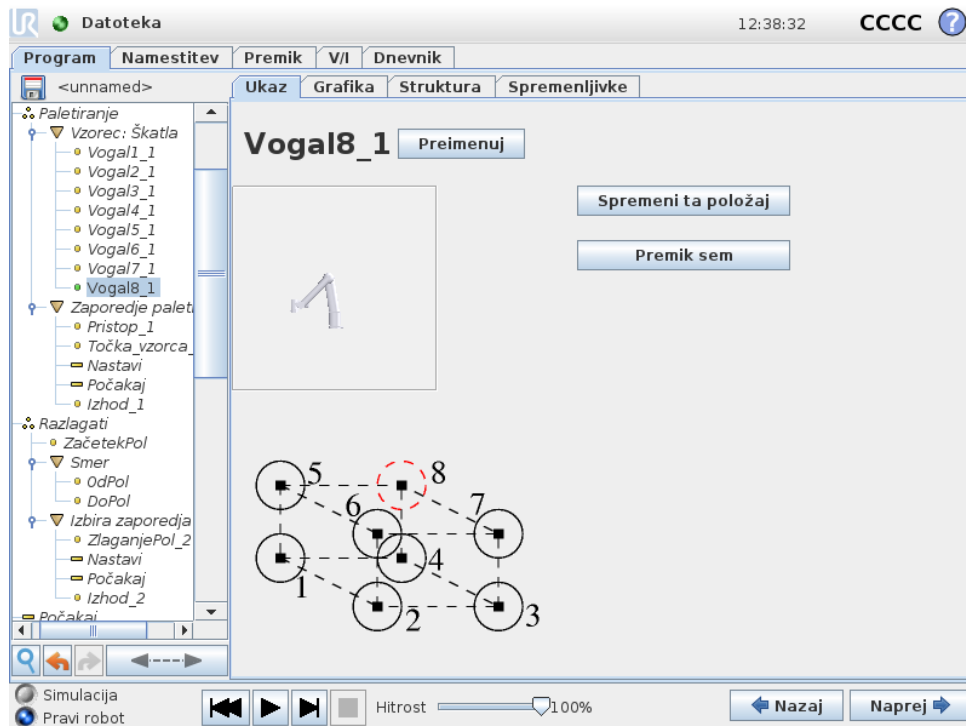 UR Datoteka 12:38:32 CCCC ?
Program Namestitev Premik V/I Dnevnik
<unnamed>
Ukaz Grafika Struktura Spremenljivke
Paletiranje
Vzorec: Škatla
Vogal1_1
Vogal2_1
Vogal3_1
Vogal4_1
Vogal5_1
Vogal6_1
Vogal7_1
Vogal8_1
Zaporedje paleti
Pristop_1
Točka_vzorca_
Nastavi
Počakaj
Izhod_1
Razlagati
ZačetekPol
Smer
OdPol
DoPol
Izbira zaporedja
ZlaganjePol_2
Nastavi
Počakaj
Izhod_2
Počakaj
Vogal8_1 Preimenuj
Spremeni ta položaj
Premik sem
5 8
6 7
1 4
2 3
Simulacija
Pravi robot
Hitrost 100%
Nazaj Naprej